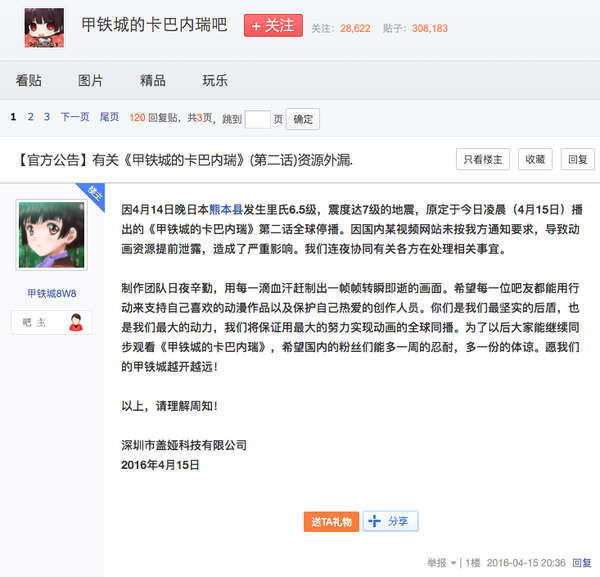 甲铁城的卡巴内瑞吧
+ 关注
关注：28,622 贴子：308,183
看贴 图片 精品 玩乐
1 2 3 下一页 尾页 120回复贴，共3页，跳到 页 确定
【官方公告】有关《甲铁城的卡巴内瑞》(第二话)资源外漏.
只看楼主 收藏 回复
楼主
甲铁城8W8
吧主
因4月14日晚日本熊本县发生里氏6.5级，震度达7级的地震，原定于今日凌晨（4月15日）播
出的《甲铁城的卡巴内瑞》第二话全球停播。因国内某视频网站未按我方通知要求，导致动
画资源提前泄露，造成了严重影响。我们连夜协同有关各方在处理相关事宜。
制作团队日夜辛勤，用每一滴血汗赶制出一帧帧转瞬即逝的画面。希望每一位吧友都能用行
动来支持自己喜欢的动漫作品以及保护自己热爱的创作人员。你们是我们最坚实的后盾，也
是我们最大的动力，我们将保证用最大的努力实现动画的全球同播。为了以后大家能继续同
步观看《甲铁城的卡巴内瑞》，希望国内的粉丝们能多一周的忍耐，多一份的体谅。愿我们
的甲铁城越开越远！
以上，请理解周知！
深圳市盖娅科技有限公司
2016年4月15日
送TA礼物 分享
举报 | 1楼 2016-04-15 20:36 回复